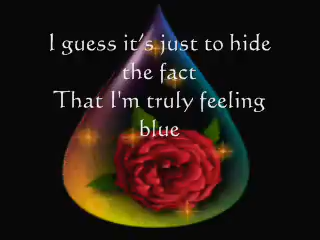 I guess it's just to hide
the fact
That I'm truly feeling
blue